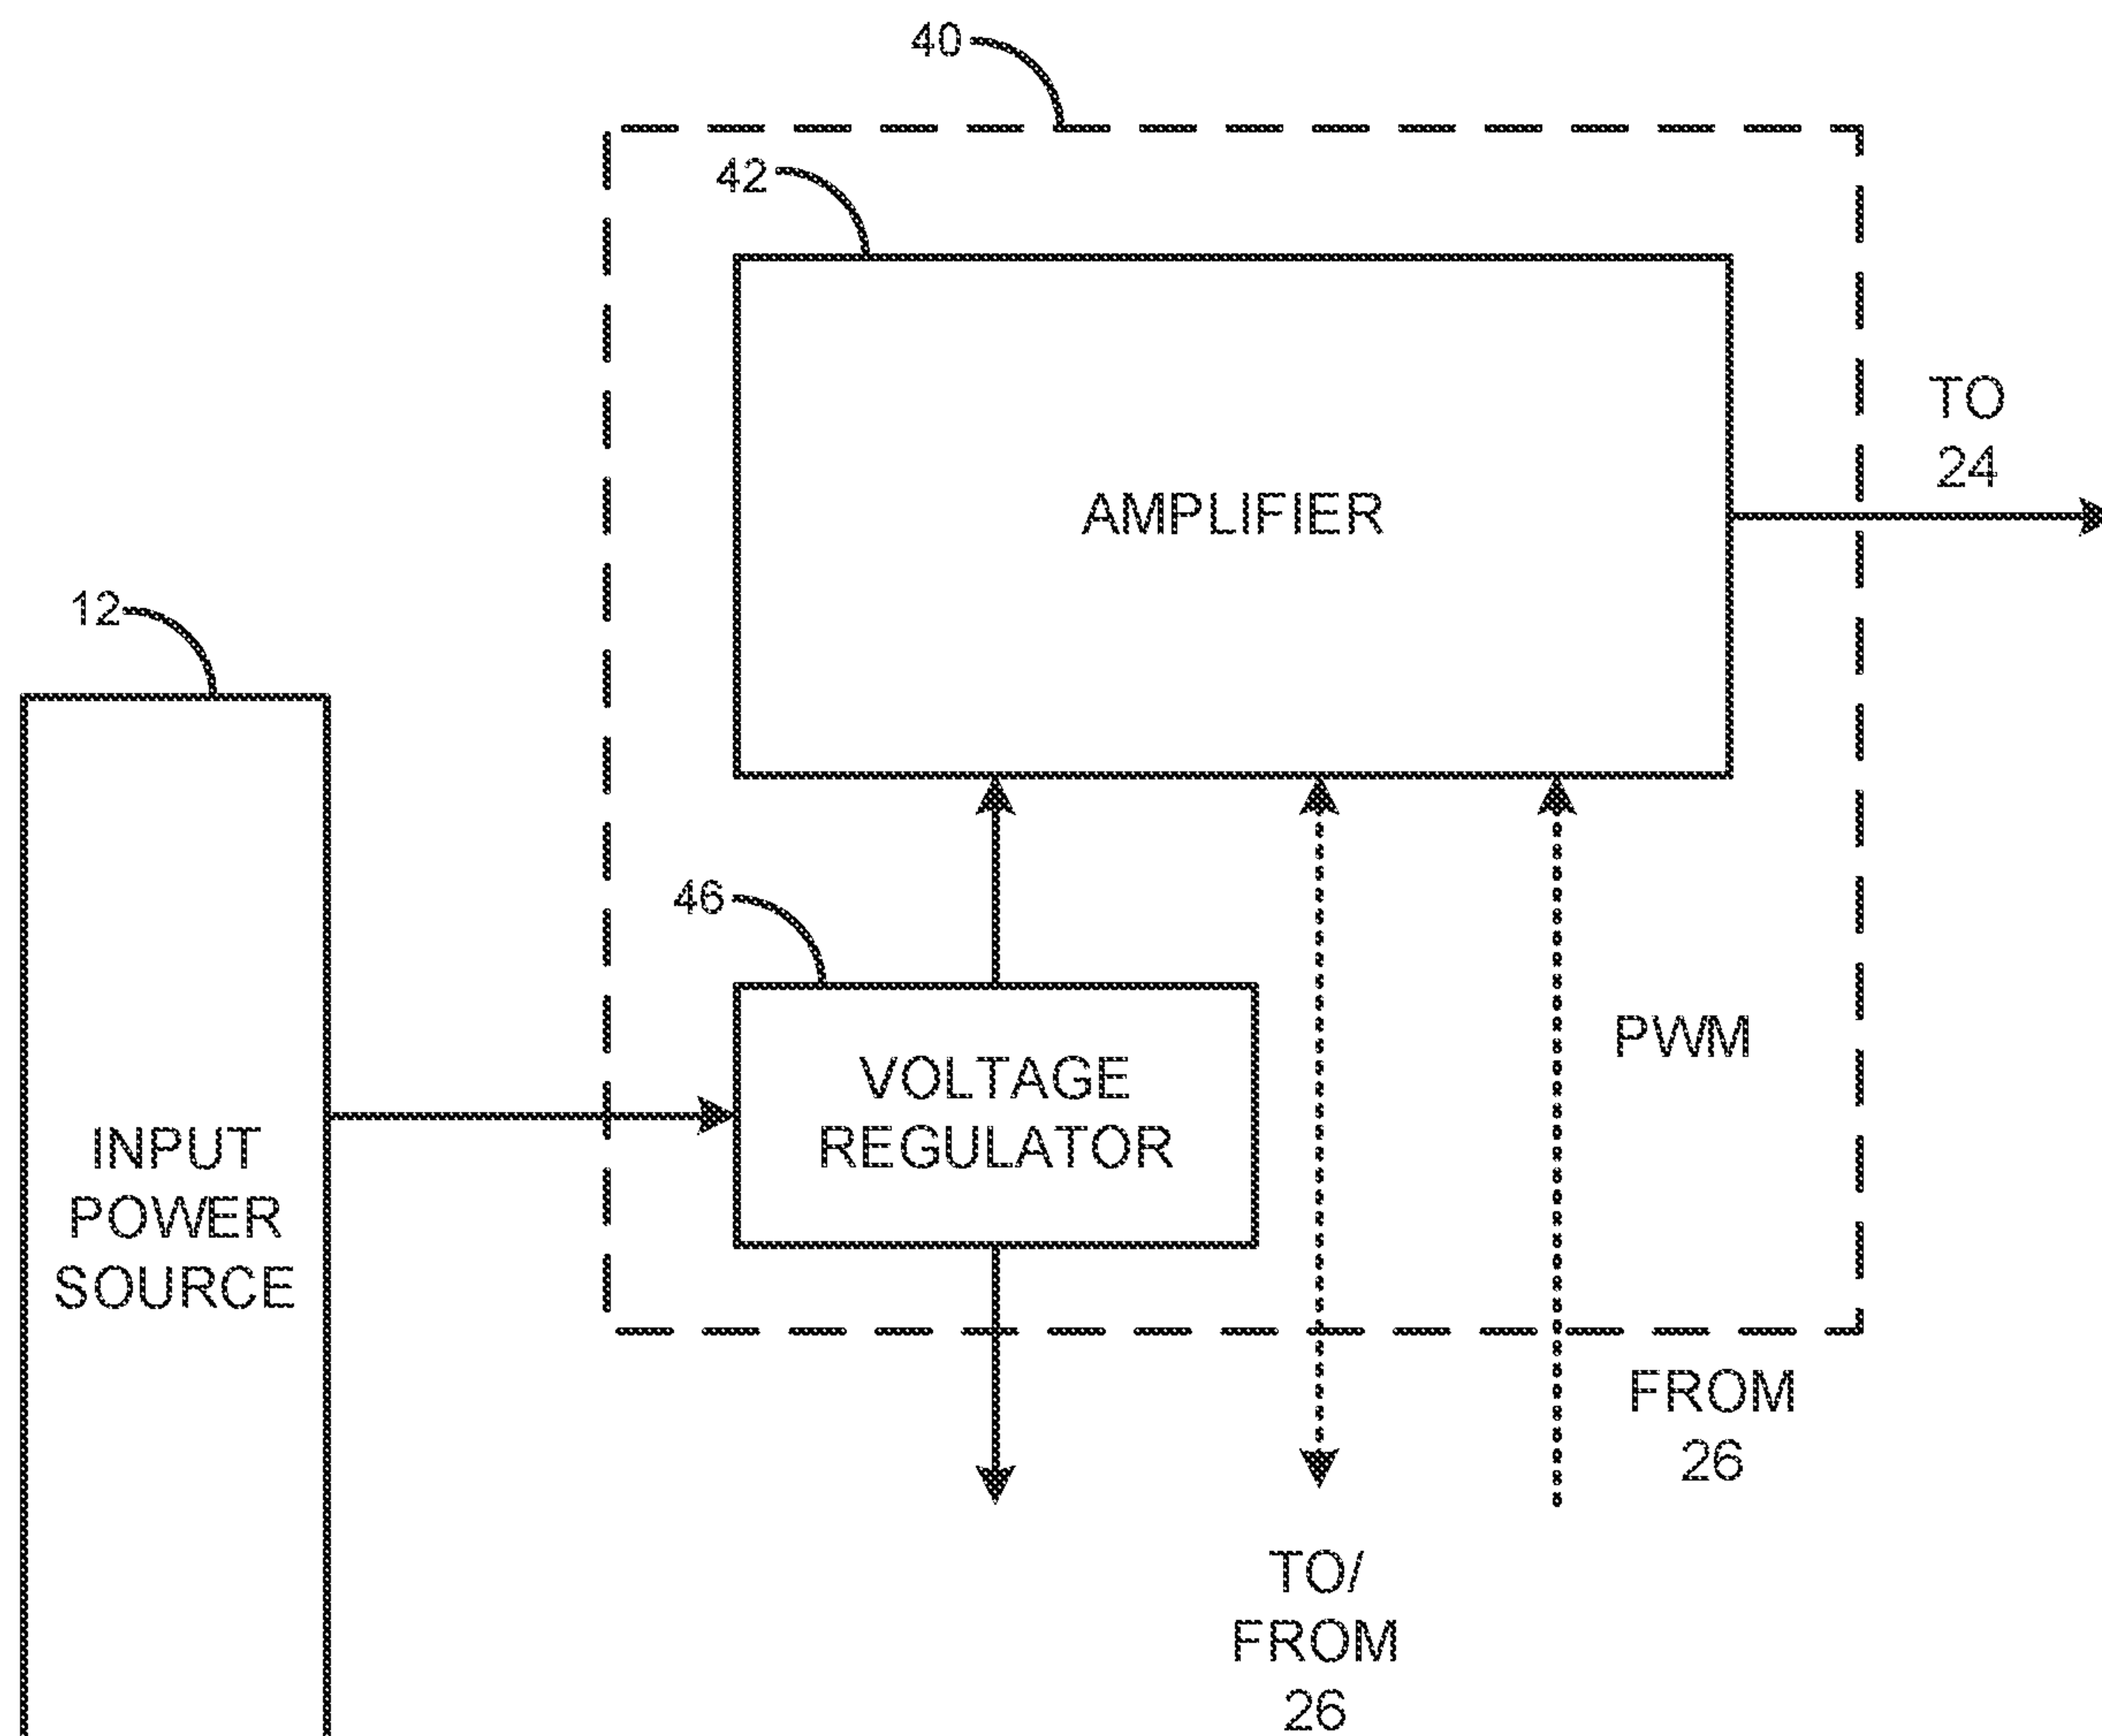 40
42
AMPLIFIER
TO
24
12
46
VOLTAGE
REGULATOR
PWM
INPUT
POWER
SOURCE
FROM
26
TO/
FROM
26